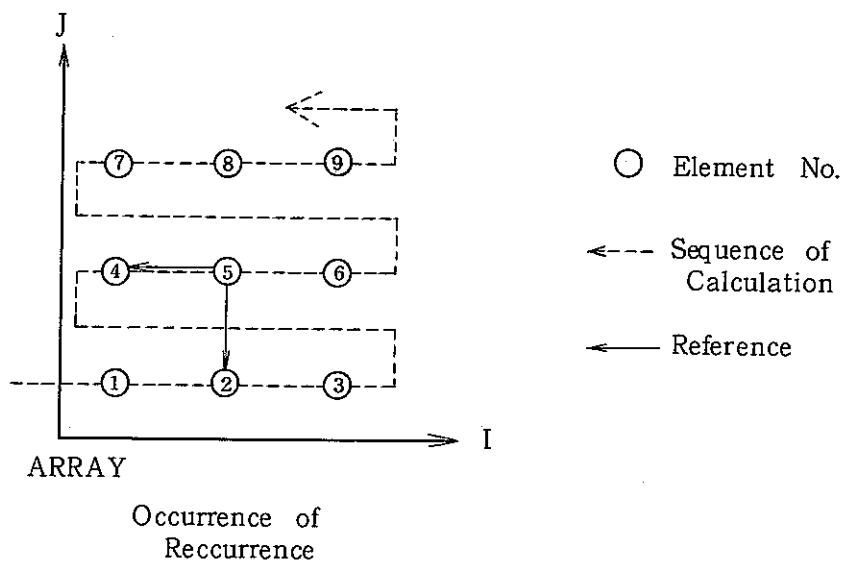 J
7 8 9
4 5 6
1 2 3
I
ARRAY
Occurrence of
Reccurrence
Element No.
Sequence of
Calculation
Reference